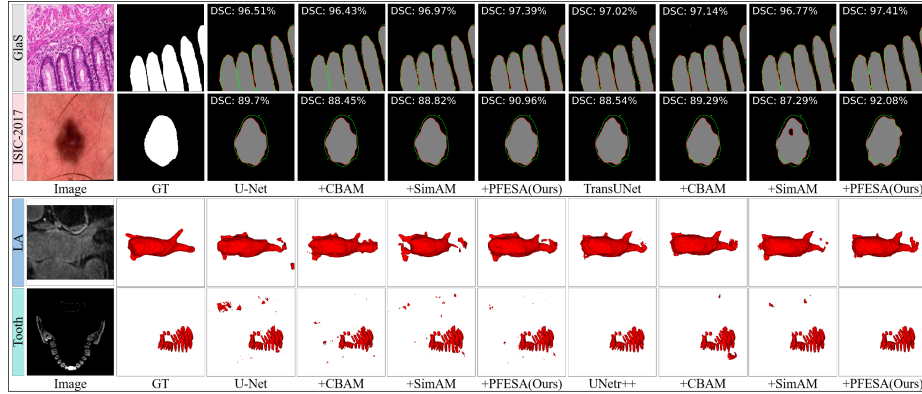 GlaS
DSC: 96.51% DSC: 96.43% DSC: 96.97% DSC: 97.39% DSC: 97.02% DSC: 97.14% DSC: 96.77% DSC: 97.41%
ISIC-2017
DSC: 89.7% DSC: 88.45% DSC: 88.82% DSC: 90.96% DSC: 88.54% DSC: 89.29% DSC: 87.29% DSC: 92.08%
Image GT U-Net +CBAM +SimAM +PFESA(Ours) TransUNet +CBAM +SimAM +PFESA(Ours)
LA
Tooth
Image GT U-Net +CBAM +SimAM +PFESA(Ours) UNetr++ +CBAM +SimAM +PFESA(Ours)